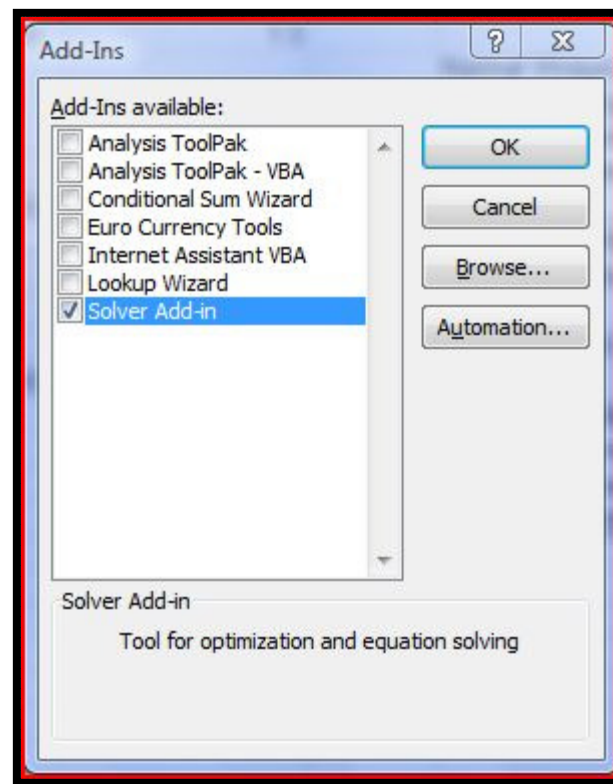 Add-Ins
Add-Ins available:
Analysis ToolPak
Analysis ToolPak - VBA
Conditional Sum Wizard
Euro Currency Tools
Internet Assistant VBA
Lookup Wizard
Solver Add-in
OK
Cancel
Browse...
Automation...
Solver Add-in
Tool for optimization and equation solving